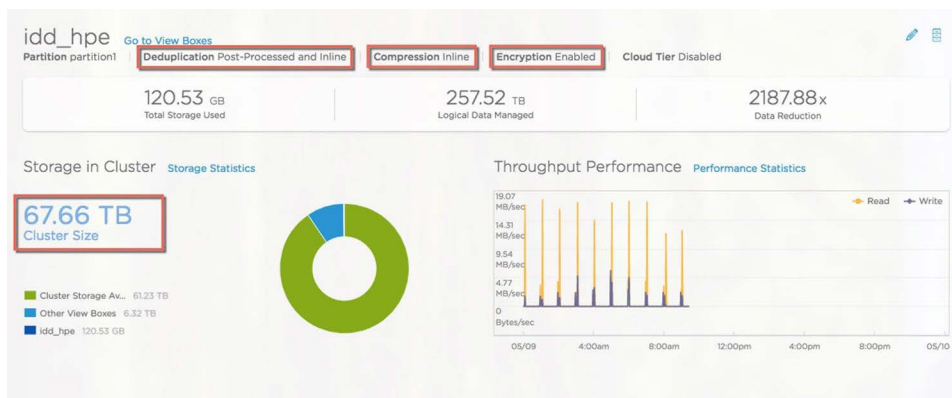 idd_hpe Go to View Boxes
Partition partition1 Deduplication Post-Processed and Inline Compression Inline Encryption Enabled Cloud Tier Disabled
120.53 GB 257.52 TB 2187.88x
Total Storage Used Logical Data Managed Data Reduction
Storage in Cluster Storage Statistics
67.66 TB
Cluster Size
Cluster Storage Av... 61.23 TB
Other View Boxes 6.32 TB
idd_hpe 120.53 GB
Throughput Performance Performance Statistics
Read Write
19.07
MB/sec
14.31
MB/sec
9.54
MB/sec
4.77
MB/sec
0
Bytes/sec
05/09 4:00am 8:00am 12:00pm 4:00pm 8:00pm 05/10